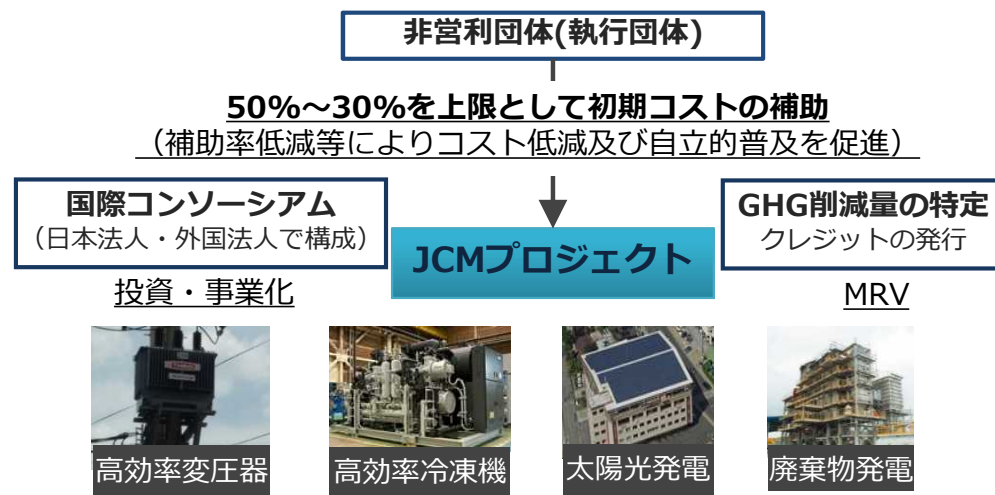 非営利団体(執行団体)
50%～30%を上限として初期コストの補助
（補助率低減等によりコスト低減及び自立的普及を促進）
国際コンソーシアム
（日本法人・外国法人で構成）
投資・事業化
JCMプロジェクト
GHG削減量の特定
クレジットの発行
MRV
高効率変圧器
高効率冷凍機
太陽光発電
廃棄物発電